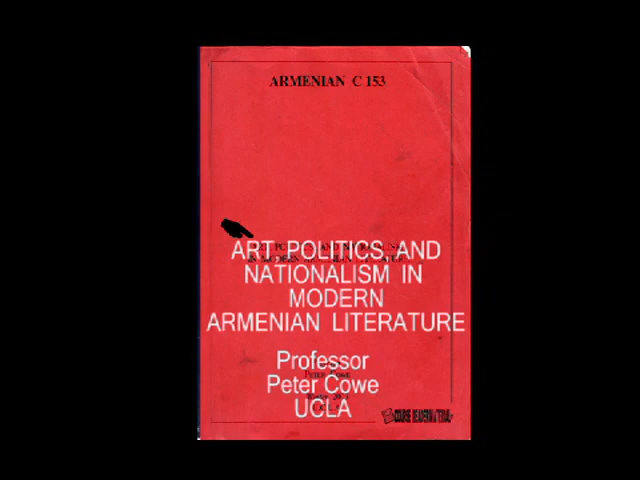 ARMENIAN C 153
ART, POLITICS AND
NATIONALISM IN
MODERN
ARMENIAN LITERATURE
Professor
Peter Cowe
UCLA